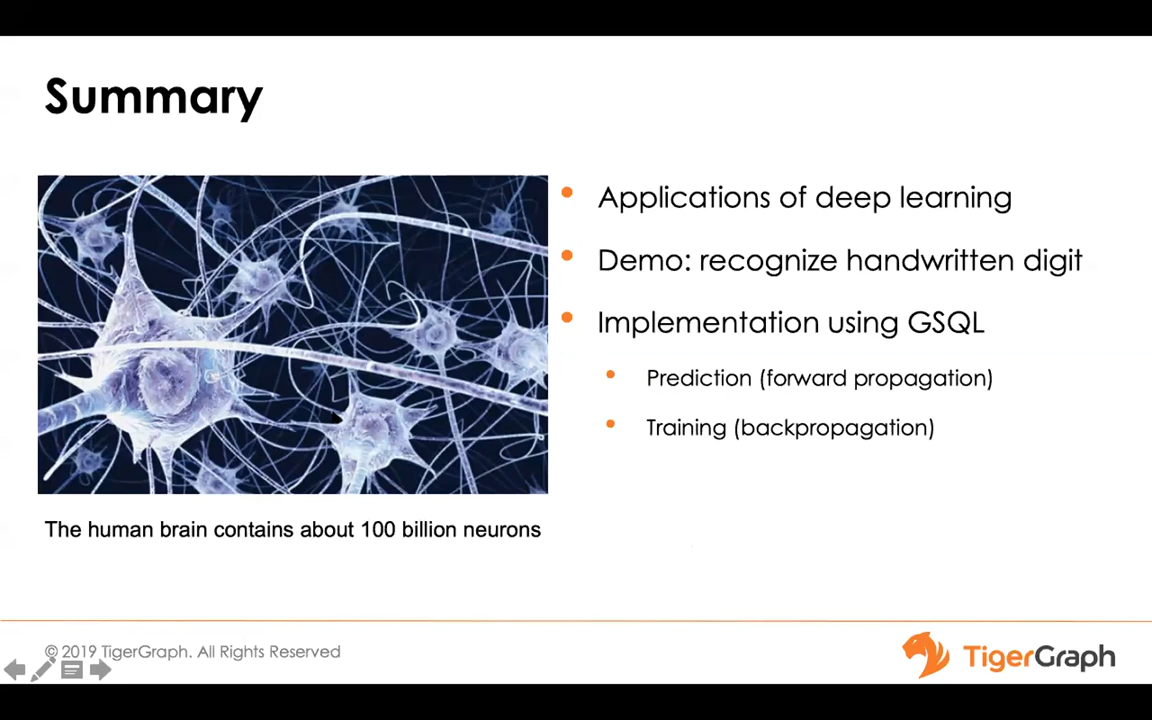 Summary
Applications of deep learning
Demo: recognize handwritten digit
Implementation using GSQL
Prediction (forward propagation)
Training (backpropagation)
The human brain contains about 100 billion neurons
© 2019 TigerGraph. All Rights Reserved
TigerGraph